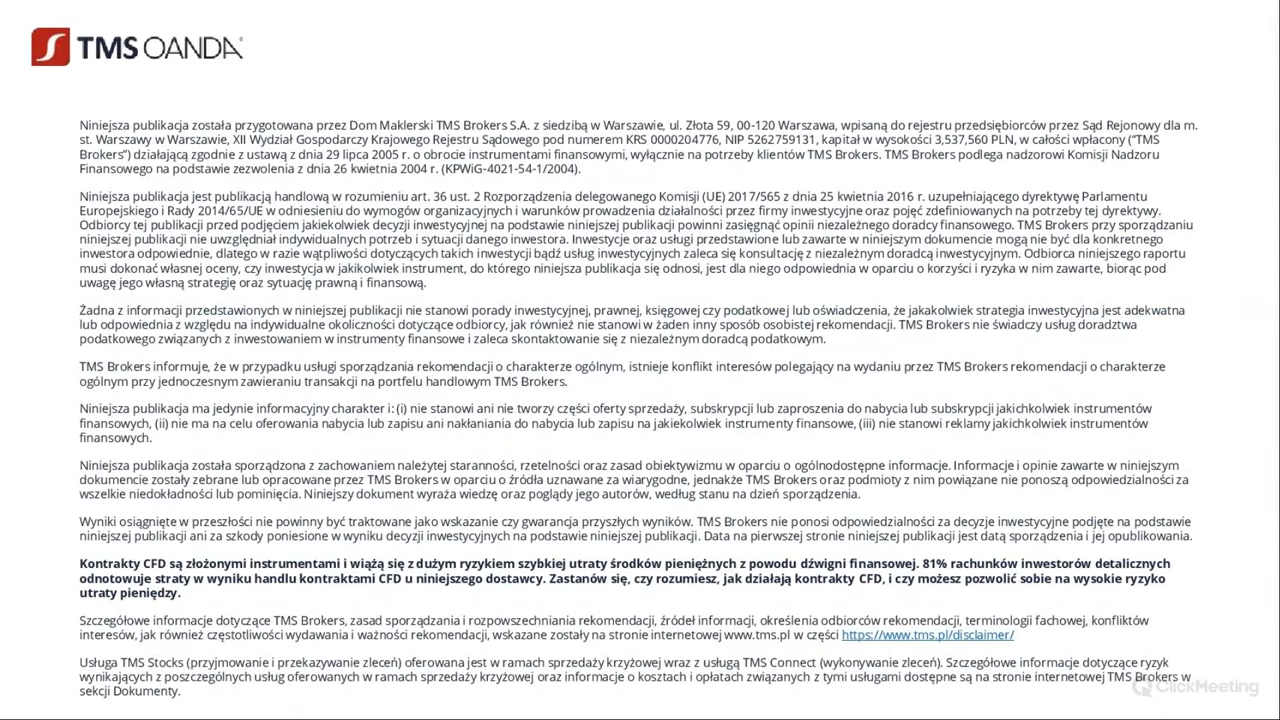 TMS OANDA
Niniejsza publikacja została przygotowana przez Dom Maklerski TMS Brokers S.A. z siedzibą w Warszawie, ul. Złota 59, 00-120 Warszawa, wpisaną do rejestru przedsiębiorców przez Sąd Rejonowy dla m.
st. Warszawy w Warszawie, XII Wydział Gospodarczy Krajowego Rejestru Sądowego pod numerem KRS 0000204776, NIP 5262759131, kapitał w wysokości 3,537,560 PLN, w całości wpłacony ("TMS
Brokers") działającą zgodnie z ustawą z dnia 29 lipca 2005 r. o obrocie instrumentami finansowymi, wyłącznie na potrzeby klientów TMS Brokers. TMS Brokers podlega nadzorowi Komisji Nadzoru
Finansowego na podstawie zezwolenia z dnia 26 kwietnia 2004 r. (KPWiG-4021-54-1/2004).
Niniejsza publikacja jest publikacją handlową w rozumieniu art. 36 ust. 2 Rozporządzenia delegowanego Komisji (UE) 2017/565 z dnia 25 kwietnia 2016 r. uzupełniającego dyrektywę Parlamentu
Europejskiego i Rady 2014/65/UE w odniesieniu do wymogów organizacyjnych i warunków prowadzenia działalności przez firmy inwestycyjne oraz pojęć zdefiniowanych na potrzeby tej dyrektywy.
Odbiorcy tej publikacji przed podjęciem jakiekolwiek decyzji inwestycyjnej na podstawie niniejszej publikacji powinni zasięgnąć opinii niezależnego doradcy finansowego. TMS Brokers przy sporządzaniu
niniejszej publikacji nie uwzględniał indywidualnych potrzeb i sytuacji danego inwestora. Inwestycje oraz usługi przedstawione lub zawarte w niniejszym dokumencie mogą nie być dla konkretnego
inwestora odpowiednie, dlatego w razie wątpliwości dotyczących takich inwestycji bądź usług inwestycyjnych zaleca się konsultację z niezależnym doradcą inwestycyjnym. Odbiorca niniejszego raportu
musi dokonać własnej oceny, czy inwestycja w jakikolwiek instrument, do którego niniejsza publikacja się odnosi, jest dla niego odpowiednia w oparciu o korzyści i ryzyka w nim zawarte, biorąc pod
uwagę jego własną strategię oraz sytuację prawną i finansową.
Żadna z informacji przedstawionych w niniejszej publikacji nie stanowi porady inwestycyjnej, prawnej, księgowej czy podatkowej lub oświadczenia, że jakakolwiek strategia inwestycyjna jest adekwatna
lub odpowiednia z względu na indywidualne okoliczności dotyczące odbiorcy, jak również nie stanowi w żaden inny sposób osobistej rekomendacji. TMS Brokers nie świadczy usług doradztwa
podatkowego związanych z inwestowaniem w instrumenty finansowe i zaleca skontaktowanie się z niezależnym doradcą podatkowym.
TMS Brokers informuje, że w przypadku usługi sporządzania rekomendacji o charakterze ogólnym, istnieje konflikt interesów polegający na wydaniu przez TMS Brokers rekomendacji o charakterze
ogólnym przy jednoczesnym zawieraniu transakcji na portfelu handlowym TMS Brokers.
Niniejsza publikacja ma jedynie informacyjny charakter i: (i) nie stanowi ani nie tworzy części oferty sprzedaży, subskrypcji lub zaproszenia do nabycia lub subskrypcji jakichkolwiek instrumentów
finansowych, (ii) nie ma na celu oferowania nabycia lub zapisu ani nakłaniania do nabycia lub zapisu na jakiekolwiek instrumenty finansowe, (iii) nie stanowi reklamy jakichkolwiek instrumentów
finansowych.
Niniejsza publikacja została sporządzona z zachowaniem należytej staranności, rzetelności oraz zasad obiektywizmu w oparciu o ogólnodostępne informacje. Informacje i opinie zawarte w niniejszym
dokumencie zostały zebrane lub opracowane przez TMS Brokers w oparciu o źródła uznawane za wiarygodne, jednakże TMS Brokers oraz podmioty z nim powiązane nie ponoszą odpowiedzialności za
wszelkie niedokładności lub pominięcia. Niniejszy dokument wyraża wiedzę oraz poglądy jego autorów, według stanu na dzień sporządzenia.
Wyniki osiągnięte w przeszłości nie powinny być traktowane jako wskazanie czy gwarancja przyszłych wyników. TMS Brokers nie ponosi odpowiedzialności za decyzje inwestycyjne podjęte na podstawie
niniejszej publikacji ani za szkody poniesione w wyniku decyzji inwestycyjnych na podstawie niniejszej publikacji. Data na pierwszej stronie niniejszej publikacji jest datą sporządzenia i jej opublikowania.
Kontrakty CFD są złożonymi instrumentami i wiążą się z dużym ryzykiem szybkiej utraty środków pieniężnych z powodu dźwigni finansowej. 81% rachunków inwestorów detalicznych
odnotowuje straty w wyniku handlu kontraktami CFD u niniejszego dostawcy. Zastanów się, czy rozumiesz, jak działają kontrakty CFD, i czy możesz pozwolić sobie na wysokie ryzyko
utraty pieniędzy.
Szczegółowe informacje dotyczące TMS Brokers, zasad sporządzania i rozpowszechniania rekomendacji, źródeł informacji, określenia odbiorców rekomendacji, terminologii fachowej, konfliktów
interesów, jak również częstotliwości wydawania i ważności rekomendacji, wskazane zostały na stronie internetowej www.tms.pl w części https://www.tms.pl/disclaimer/
Usługa TMS Stocks (przyjmowanie i przekazywanie zleceń) oferowana jest w ramach sprzedaży krzyżowej wraz z usługą TMS Connect (wykonywanie zleceń). Szczegółowe informacje dotyczące ryzyk
wynikających z poszczególnych usług oferowanych w ramach sprzedaży krzyżowej oraz informacje o kosztach i opłatach związanych z tymi usługami dostępne są na stronie internetowej TMS Brokers w
sekcji Dokumenty.
ClickMeeting